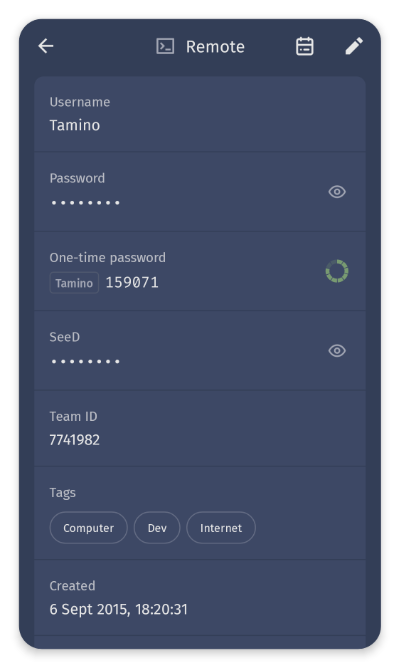 Remote
Username
Tamino
Password
••••••••
One-time password
Tamino 159071
SeeD
••••••••
Team ID
7741982
Tags
Computer Dev Internet
Created
6 Sept 2015, 18:20:31